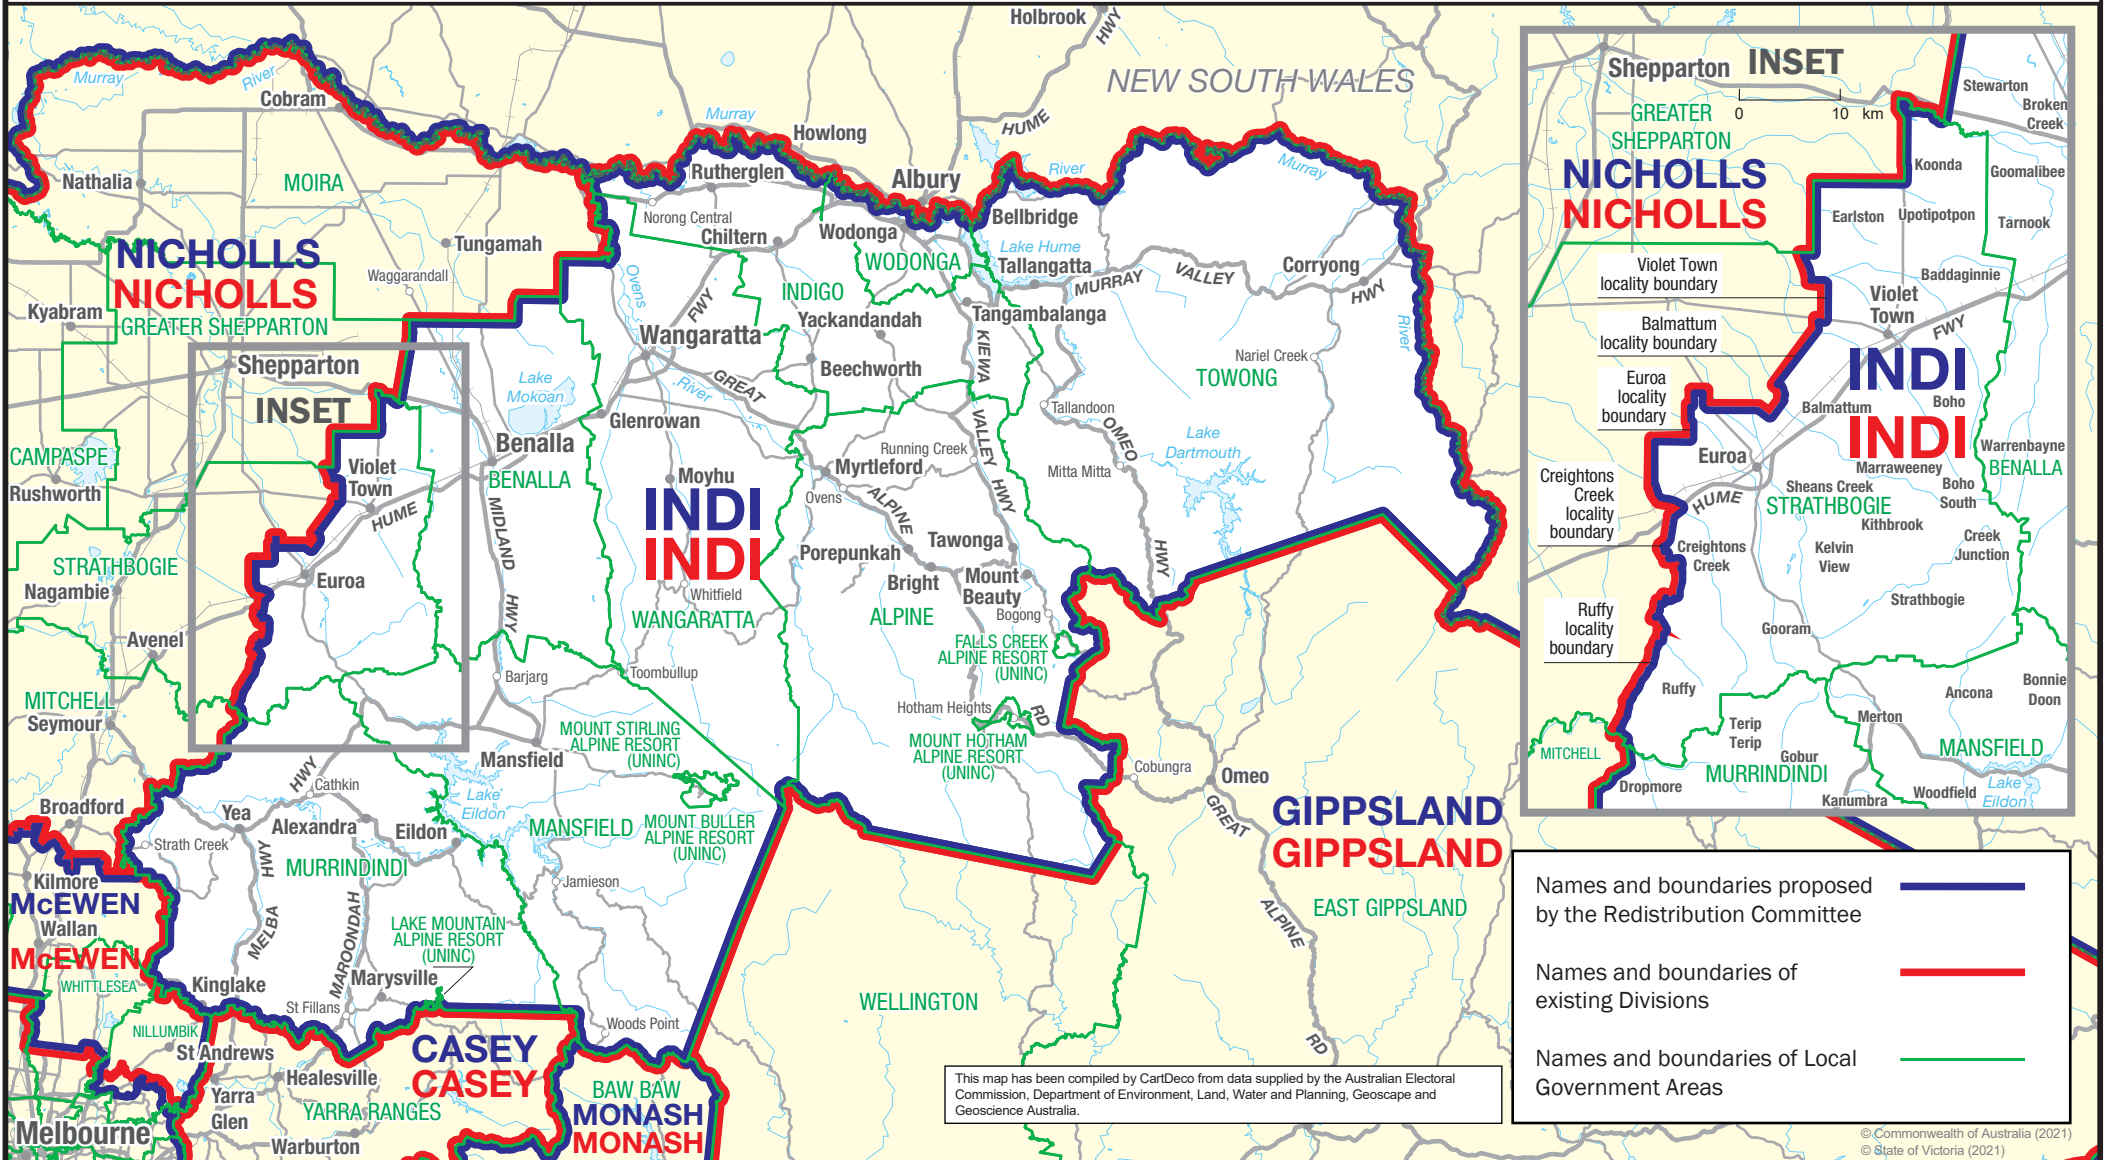 Holbrook
HWY
NEW SOUTH WALES
Murray
River
Cobram
Murray
Howlong
HUME
Nathalia
MOIRA
Rutherglen
Albury
River
Murray
Norong Central
Chiltern
Wodonga
Bellbridge
Lake Hume
Tallangatta
MURRAY
VALLEY
HWY
Corryong
River
NICHOLLS
NICHOLLS
Tungamah
Waggarandall
Kyabram
GREATER SHEPPARTON
Ovens
River
FWY
WODONGA
INDIGO
Yackandandah
Tangambalanga
Wangaratta
KIEWA
VALLEY
HWY
Shepparton
INSET
Lake
Mokoan
GREAT
ALPINE
RD
Beechworth
Nariel Creek
TOWONG
Glenrowan
Tallandoon
OMEO
HWY
CAMPASPE
Rushworth
Violet
Town
HUME
Benalla
BENALLA
MIDLAND
HWY
Moyhu
INDI
INDI
Running Creek
Myrtleford
Ovens
Mitta Mitta
Lake
Dartmouth
STRATHBOGIE
Nagambie
Euroa
Porepunkah
Tawonga
Bright
Mount
Beauty
Whitfield
WANGARATTA
ALPINE
Bogong
FALLS CREEK
ALPINE RESORT
(UNINC)
Avenel
MITCHELL
Seymour
Barjarg
Toombullup
Hotham Heights
MOUNT STIRLING
ALPINE RESORT
(UNINC)
MOUNT HOTHAM
ALPINE RESORT
(UNINC)
Mansfield
Cobungra
Omeo
GREAT
ALPINE
RD
Broadford
HWY
Cathkin
Yea
Alexandra
Eildon
Lake
Eildon
MANSFIELD
MOUNT BULLER
ALPINE RESORT
(UNINC)
GIPPSLAND
GIPPSLAND
Strath Creek
HWY
MELBA
MURRINDINDI
Jamieson
Kilmore
McEWEN
Wallan
McEWEN
WHITTLESEA
MAROONDAH
LAKE MOUNTAIN
ALPINE RESORT
(UNINC)
EAST GIPPSLAND
Kinglake
Marysville
St Fillans
WELLINGTON
NILLUMBIK
St Andrews
Woods Point
CASEY
CASEY
Healesville
Yarra
Glen
YARRA RANGES
BAW BAW
MONASH
MONASH
Melbourne
Warburton
INSET
0 10 km
Shepparton
Stewarton
Broken
Creek
GREATER
SHEPPARTON
NICHOLLS
NICHOLLS
Koonda
Goomalibee
Earlston
Upotipotpon
Tarnook
Violet Town
locality boundary
Baddaginnie
Violet
Town
FWY
Balmattum
locality boundary
INDI
INDI
Euroa
locality
boundary
Balmattum
Boho
Euroa
Warrenbayne
BENALLA
Marraweeney
Creightons
Creek
locality
boundary
HUME
Sheans Creek
Boho
South
STRATHBOGIE
Kithbrook
Creightons
Creek
Kelvin
View
Creek
Junction
Ruffy
locality
boundary
Strathbogie
Gooram
Ruffy
Ancona
Bonnie
Doon
Terip
Terip
Merton
MITCHELL
Gobur
MANSFIELD
MURRINDINDI
Dropmore
Kanumbra
Woodfield
Lake
Eildon
Names and boundaries proposed
by the Redistribution Committee
Names and boundaries of
existing Divisions
Names and boundaries of Local
Government Areas
This map has been compiled by CartDeco from data supplied by the Australian Electoral
Commission, Department of Environment, Land, Water and Planning, Geoscape and
Geoscience Australia.
© Commonwealth of Australia (2021)
© State of Victoria (2021)